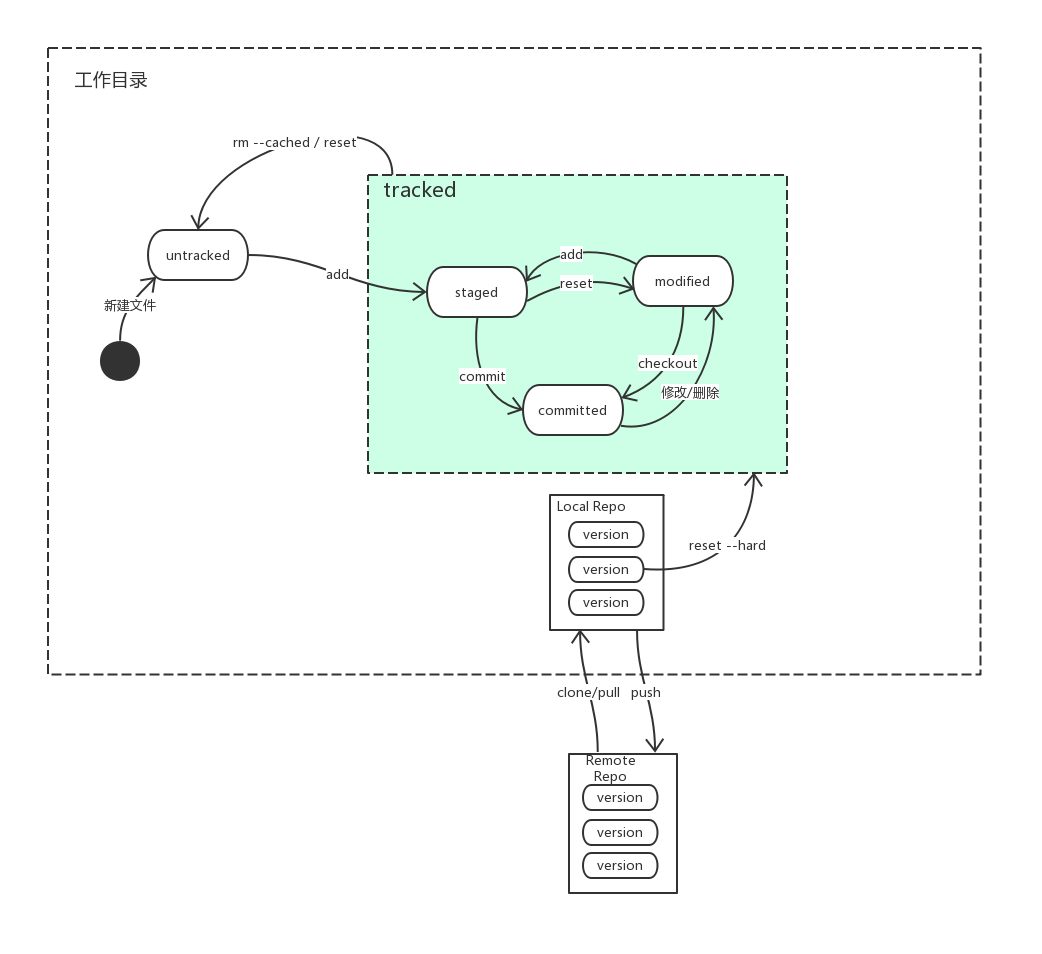 工作目录
rm --cached / reset
tracked
untracked
add
add
reset
staged
modified
新建文件
commit
checkout
修改/删除
committed
Local Repo
version
version
version
reset --hard
clone/pull
push
Remote
Repo
version
version
version